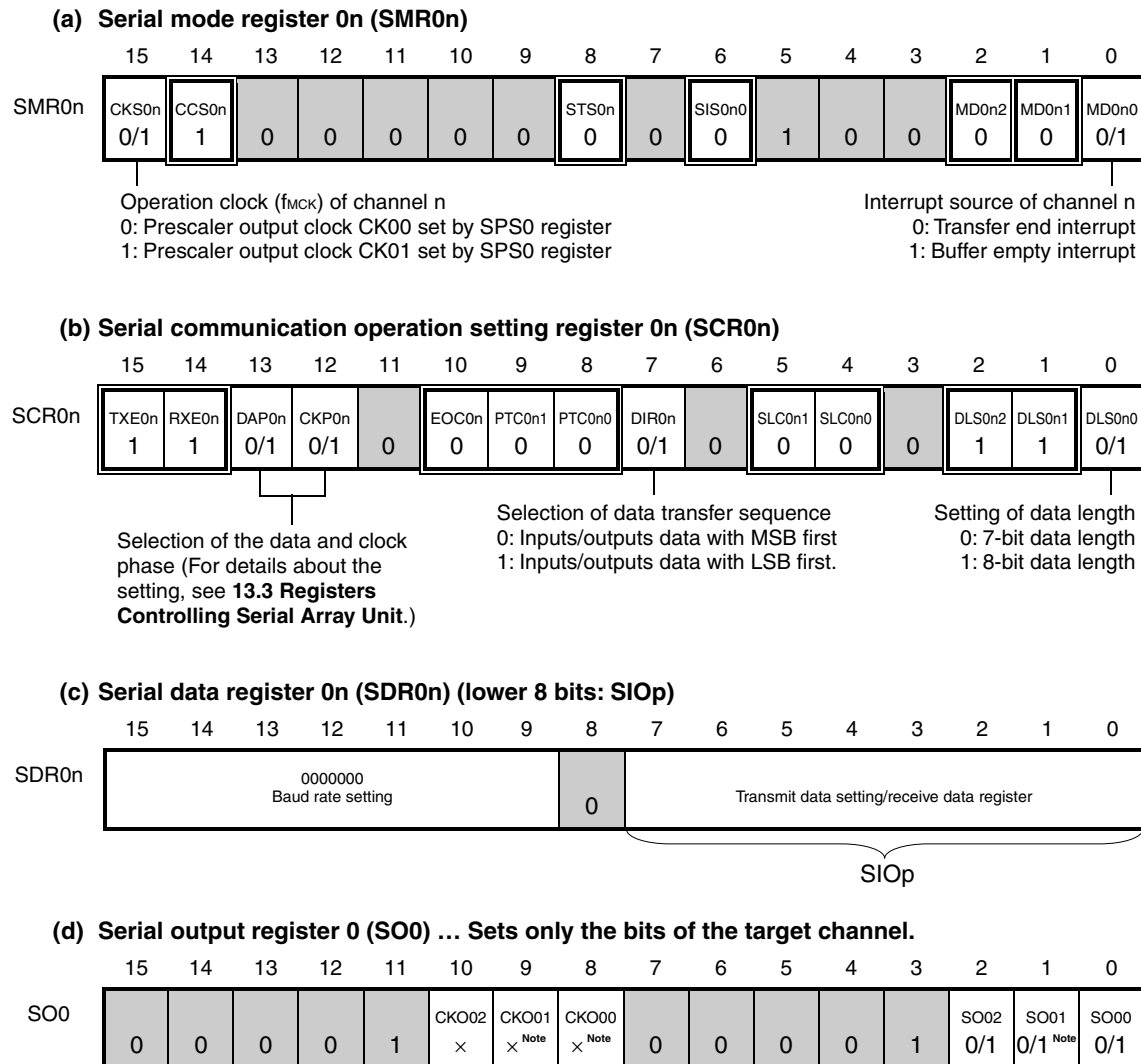 (a) Serial mode register 0n (SMR0n)
15 14 13 12 11 10 9 8 7 6 5 4 3 2 1 0
SMR0n
CKS0n CCS0n STS0n SIS0n0 MD0n2 MD0n1 MD0n0
0/1 1 0 0 0 0 0 0 0 0 1 0 0 0 0 0/1
Operation clock (fMCK) of channel n
0: Prescaler output clock CK00 set by SPS0 register
1: Prescaler output clock CK01 set by SPS0 register
Interrupt source of channel n
0: Transfer end interrupt
1: Buffer empty interrupt
(b) Serial communication operation setting register 0n (SCR0n)
15 14 13 12 11 10 9 8 7 6 5 4 3 2 1 0
SCR0n
TXE0n RXE0n DAP0n CKP0n EOC0n PTC0n1 PTC0n0 DIR0n SLC0n1 SLC0n0 DLS0n2 DLS0n1 DLS0n0
1 1 0/1 0/1 0 0 0 0 0/1 0 0 0 0 1 1 0/1
Selection of the data and clock
phase (For details about the
setting, see 13.3 Registers
Controlling Serial Array Unit.)
Selection of data transfer sequence
0: Inputs/outputs data with MSB first
1: Inputs/outputs data with LSB first.
Setting of data length
0: 7-bit data length
1: 8-bit data length
(c) Serial data register 0n (SDR0n) (lower 8 bits: SIOp)
15 14 13 12 11 10 9 8 7 6 5 4 3 2 1 0
SDR0n
0000000
Baud rate setting
0
Transmit data setting/receive data register
SIOp
(d) Serial output register 0 (SO0) … Sets only the bits of the target channel.
15 14 13 12 11 10 9 8 7 6 5 4 3 2 1 0
SO0
CKO02 CKO01 CKO00 SO02 SO01 SO00
0 0 0 0 1 × × Note × Note 0 0 0 0 1 0/1 0/1 Note 0/1